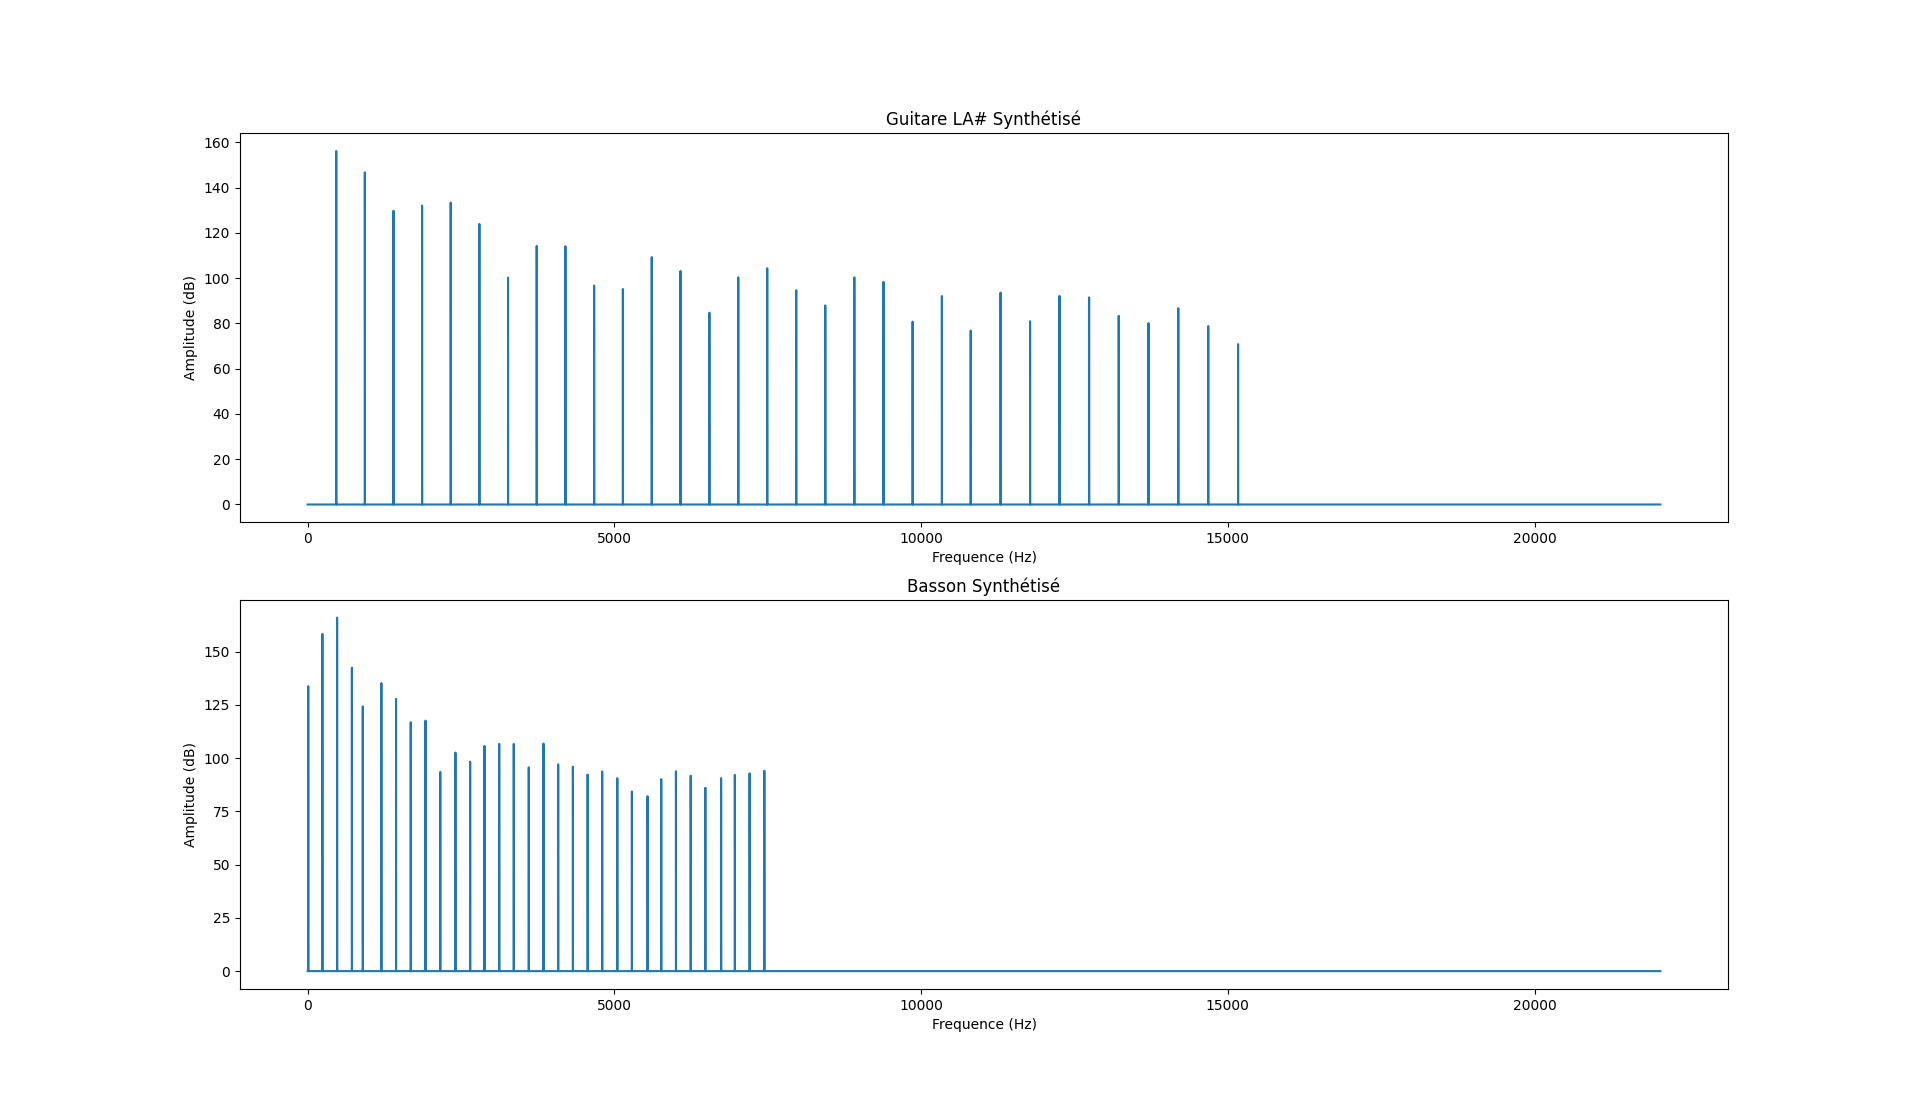 Guitare LA# Synthétisé
160
140
120
100
80
60
40
20
0
Amplitude (dB)
0 5000 10000 15000 20000
Frequence (Hz)
Basson Synthétisé
150
125
100
75
50
25
0
Amplitude (dB)
0 5000 10000 15000 20000
Frequence (Hz)